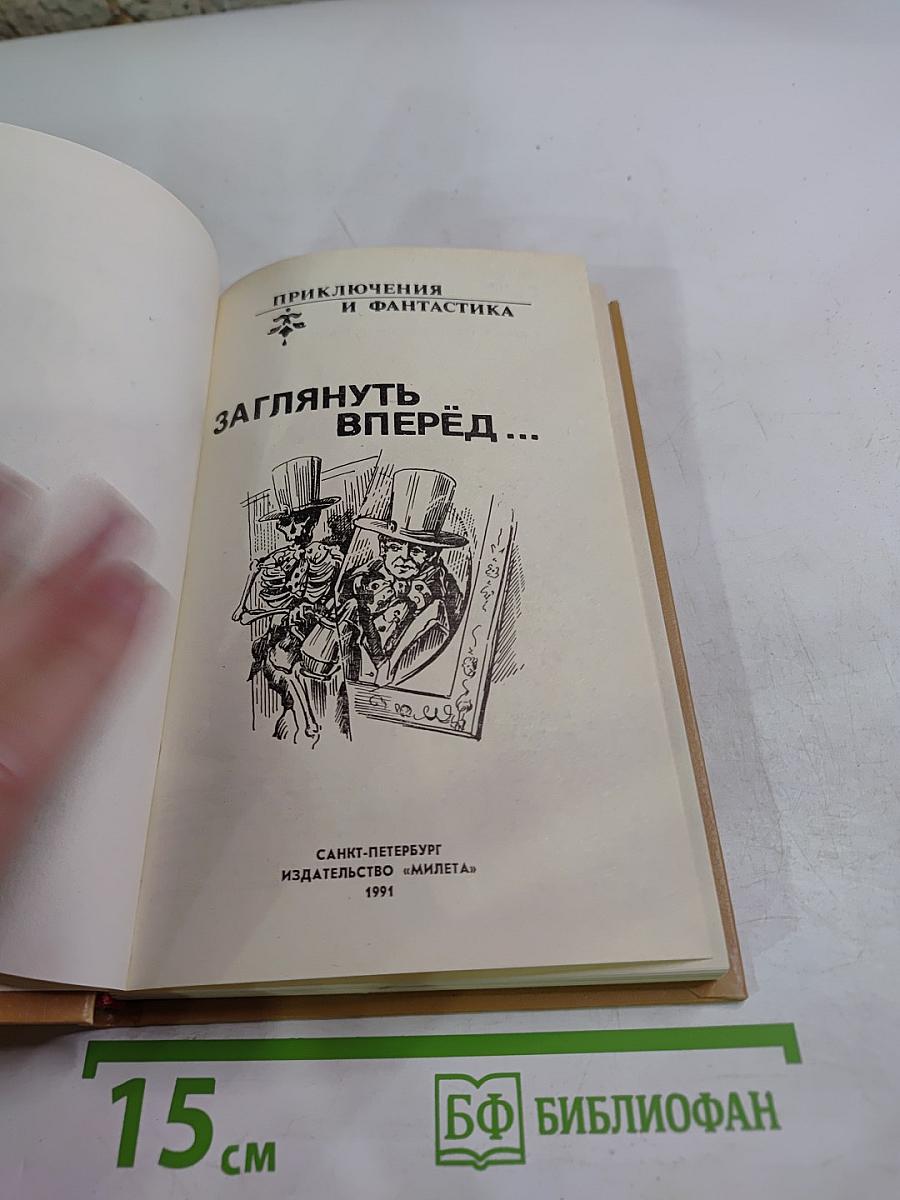 ПРИКЛЮЧЕНИЯ
И ФАНТАСТИКА
ЗАГЛЯНУТЬ
ВПЕРЁД...
САНКТ-ПЕТЕРБУРГ
ИЗДАТЕЛЬСТВО «МИЛЕТА»
1991
15 см
БФ БИБЛИОФАН